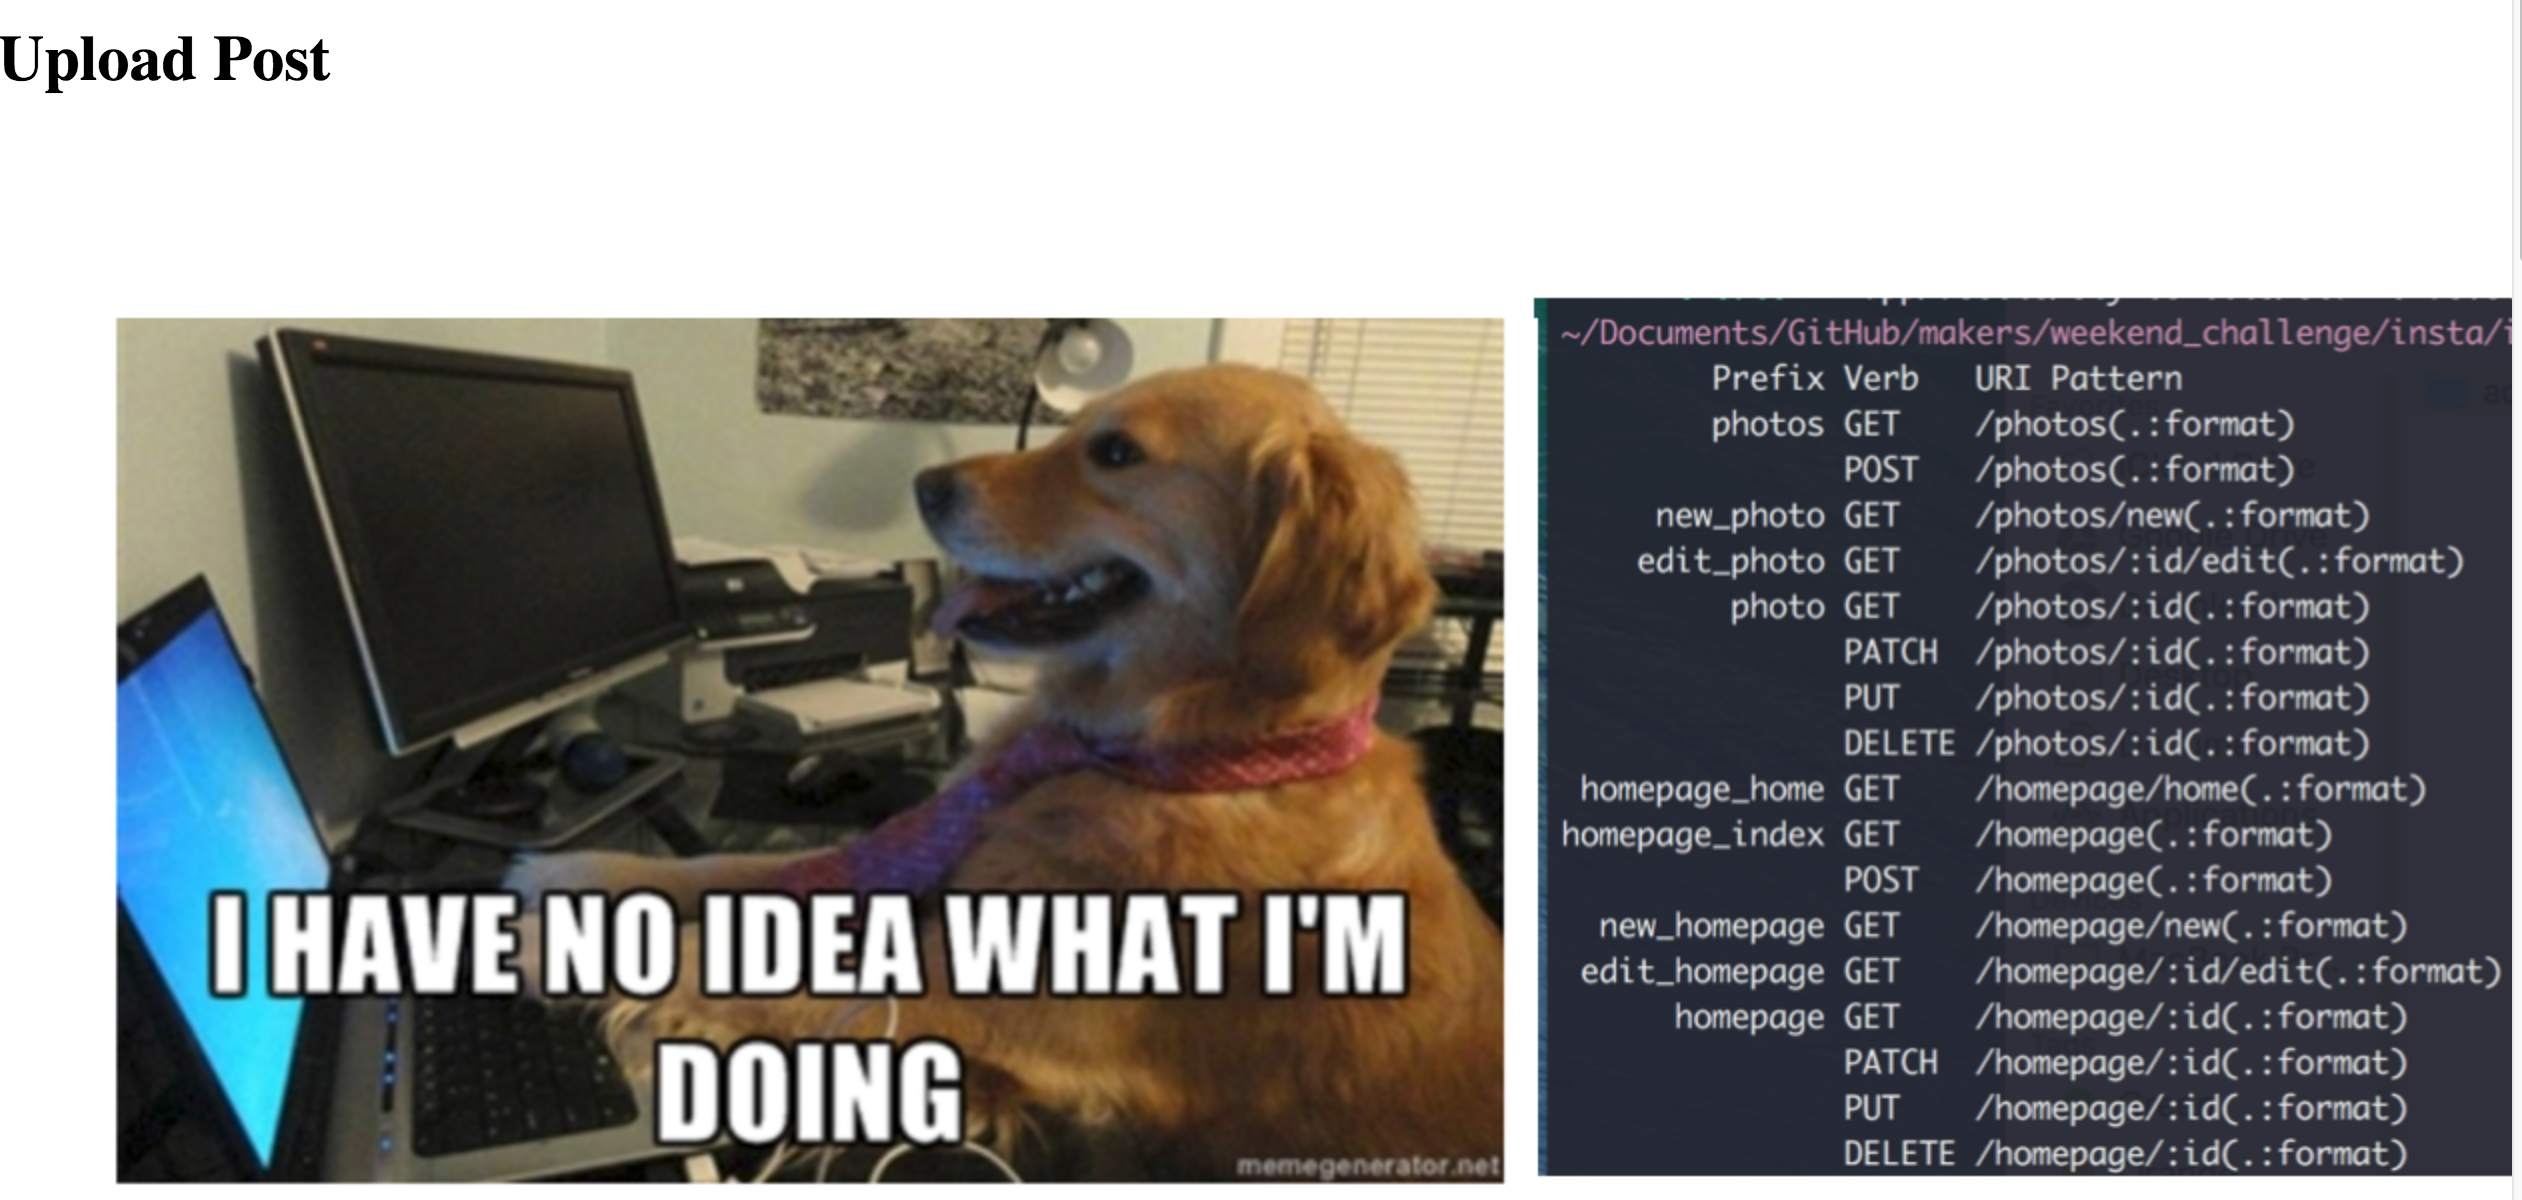 Upload Post
I HAVE NO IDEA WHAT I'M
DOING
memegenerator.net
~/Documents/GitHub/makers/weekend_challenge/insta/
Prefix Verb URI Pattern
photos GET /photos(.:format)
POST /photos(.:format)
new_photo GET /photos/new(.:format)
edit_photo GET /photos/:id/edit(.:format)
photo GET /photos/:id(.:format)
PATCH /photos/:id(.:format)
PUT /photos/:id(.:format)
DELETE /photos/:id(.:format)
homepage_home GET /homepage/home(.:format)
homepage_index GET /homepage(.:format)
POST /homepage(.:format)
new_homepage GET /homepage/new(.:format)
edit_homepage GET /homepage/:id/edit(.:format)
homepage GET /homepage/:id(.:format)
PATCH /homepage/:id(.:format)
PUT /homepage/:id(.:format)
DELETE /homepage/:id(.:format)